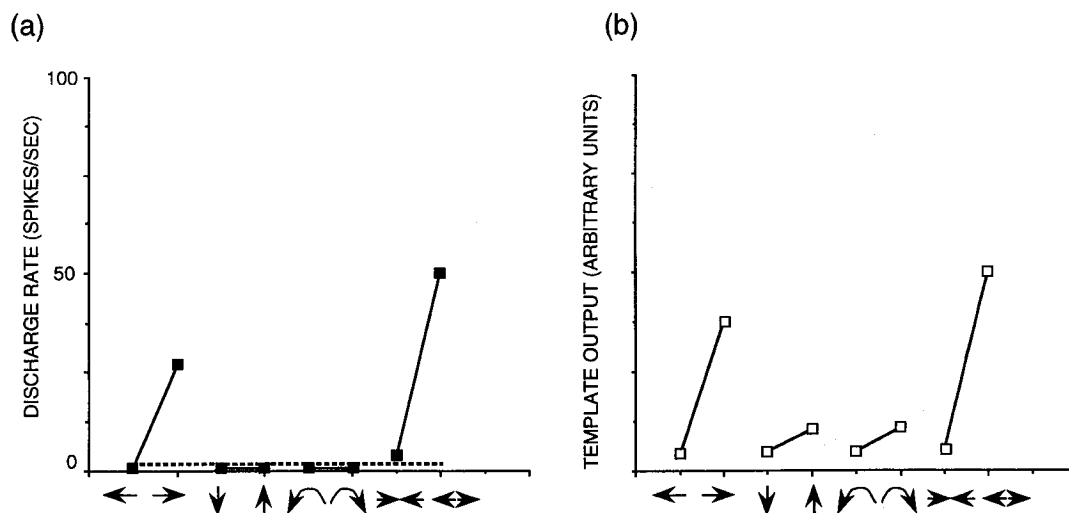 (a)
DISCHARGE RATE (SPIKES/SEC)
100
50
0
(b)
TEMPLATE OUTPUT (ARBITRARY UNITS)